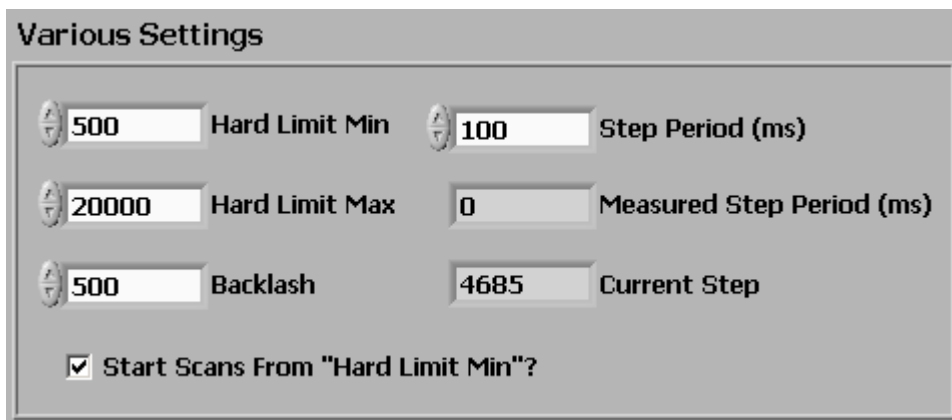 Various Settings
500 Hard Limit Min 100 Step Period (ms)
20000 Hard Limit Max 0 Measured Step Period (ms)
500 Backlash 4685 Current Step
Start Scans From "Hard Limit Min"?